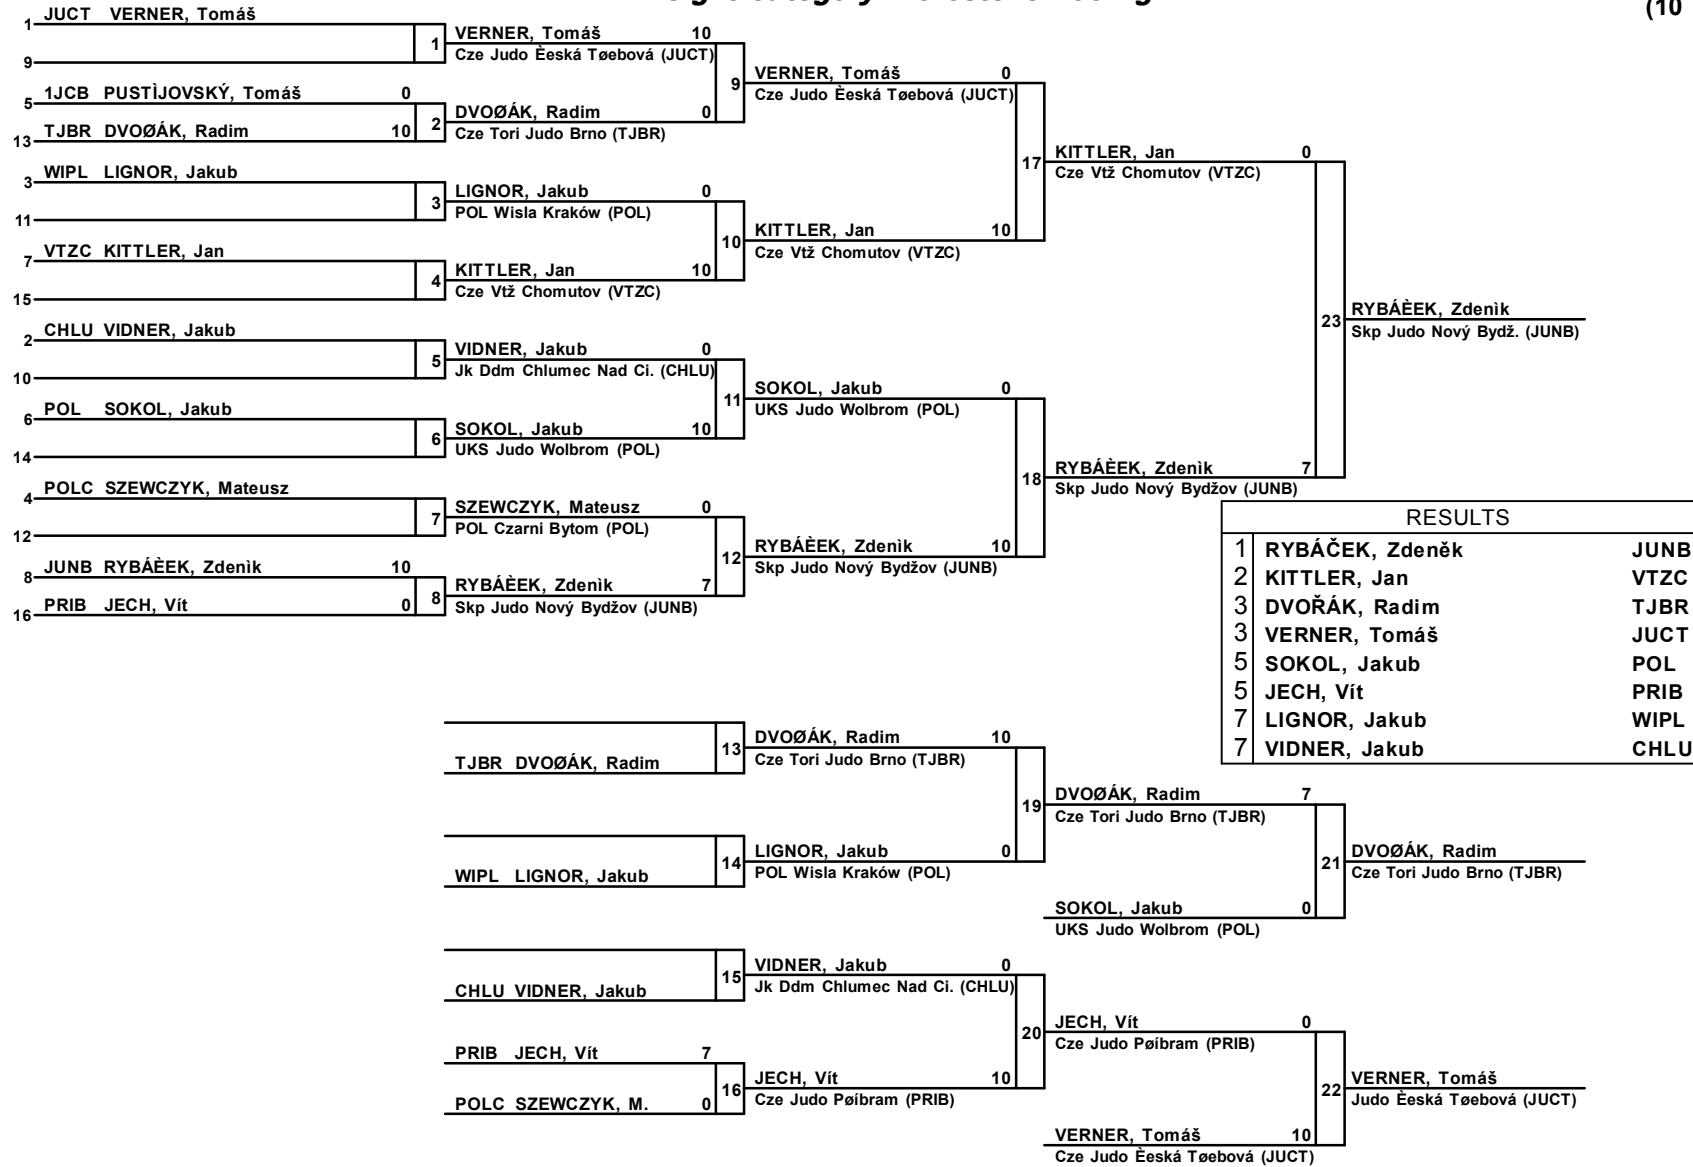 (10
1 JUCT VERNER, Tomáš
9
1
5 1JCB PUSTÌJOVSKÝ, Tomáš 0
13 TJBR DVOØÁK, Radim 10
2
3 WIPL LIGNOR, Jakub
11
3
7 VTZC KITTLER, Jan
15
4
2 CHLU VIDNER, Jakub
10
5
6 POL SOKOL, Jakub
14
6
4 POLC SZEWCZYK, Mateusz
12
7
8 JUNB RYBÁÈEK, Zdenìk 10
16 PRIB JECH, Vít 0
8
VERNER, Tomáš 10
Cze Judo Èeská Tøebová (JUCT)
9
DVOØÁK, Radim 0
Cze Tori Judo Brno (TJBR)
LIGNOR, Jakub 0
POL Wisla Kraków (POL)
10
KITTLER, Jan 10
Cze Vtž Chomutov (VTZC)
VIDNER, Jakub 0
Jk Ddm Chlumec Nad Ci. (CHLU)
11
SOKOL, Jakub 10
UKS Judo Wolbrom (POL)
SZEWCZYK, Mateusz 0
POL Czarni Bytom (POL)
12
RYBÁÈEK, Zdenìk 7
Skp Judo Nový Bydžov (JUNB)
VERNER, Tomáš 0
Cze Judo Èeská Tøebová (JUCT)
17
KITTLER, Jan 10
Cze Vtž Chomutov (VTZC)
SOKOL, Jakub 0
UKS Judo Wolbrom (POL)
18
RYBÁÈEK, Zdenìk 10
Skp Judo Nový Bydžov (JUNB)
KITTLER, Jan 0
Cze Vtž Chomutov (VTZC)
23
RYBÁÈEK, Zdenìk 7
Skp Judo Nový Bydžov (JUNB)
RYBÁÈEK, Zdenìk
Skp Judo Nový Bydž. (JUNB)
RESULTS
1 RYBÁČEK, Zdeněk JUNB
2 KITTLER, Jan VTZC
3 DVOŘÁK, Radim TJBR
3 VERNER, Tomáš JUCT
5 SOKOL, Jakub POL
5 JECH, Vít PRIB
7 LIGNOR, Jakub WIPL
7 VIDNER, Jakub CHLU
TJBR DVOØÁK, Radim
13
WIPL LIGNOR, Jakub
14
CHLU VIDNER, Jakub
15
PRIB JECH, Vít 7
POLC SZEWCZYK, M. 0
16
DVOØÁK, Radim 10
Cze Tori Judo Brno (TJBR)
19
LIGNOR, Jakub 0
POL Wisla Kraków (POL)
VIDNER, Jakub 0
Jk Ddm Chlumec Nad Ci. (CHLU)
20
JECH, Vít 10
Cze Judo Pøíbram (PRIB)
DVOØÁK, Radim 7
Cze Tori Judo Brno (TJBR)
21
SOKOL, Jakub 0
UKS Judo Wolbrom (POL)
JECH, Vít 0
Cze Judo Pøíbram (PRIB)
22
VERNER, Tomáš 10
Cze Judo Èeská Tøebová (JUCT)
DVOØÁK, Radim
Cze Tori Judo Brno (TJBR)
VERNER, Tomáš
Judo Èeská Tøebová (JUCT)